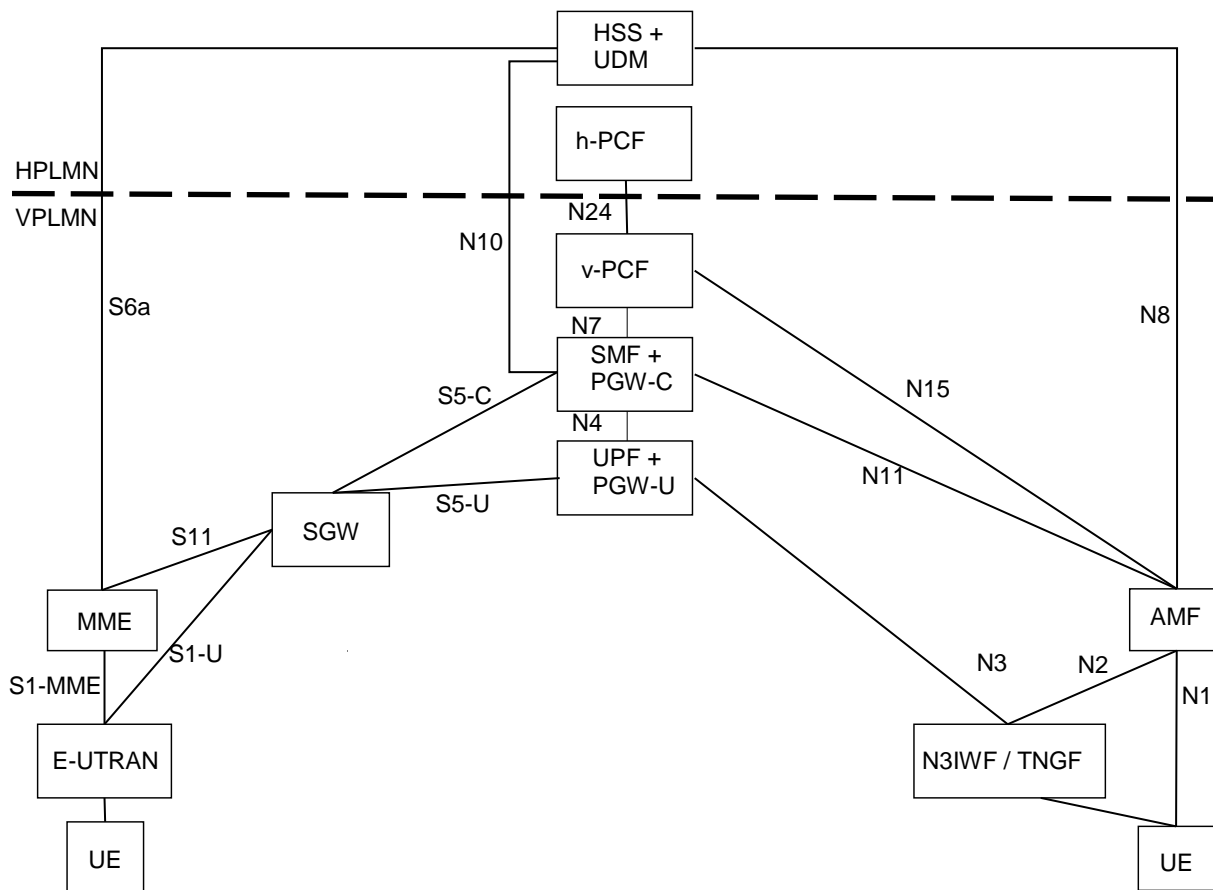 HSS +
UDM
h-PCF
HPLMN
VPLMN
N24
N10
v-PCF
S6a
N8
N7
SMF +
PGW-C
S5-C
N15
N4
UPF +
PGW-U
N11
S5-U
SGW
S11
MME
AMF
S1-U
N3
N2
S1-MME
N1
E-UTRAN
N3IWF / TNGF
UE
UE